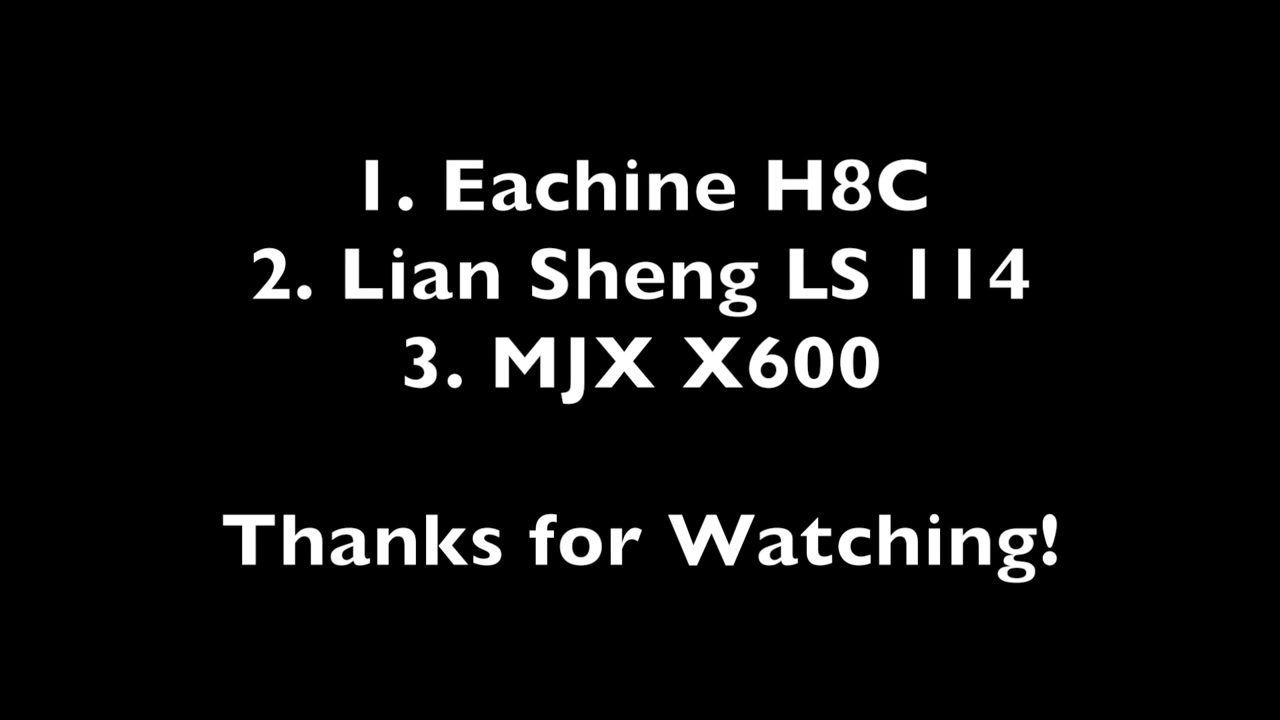 1. Eachine H8C
2. Lian Sheng LS 114
3. MJX X600
Thanks for Watching!